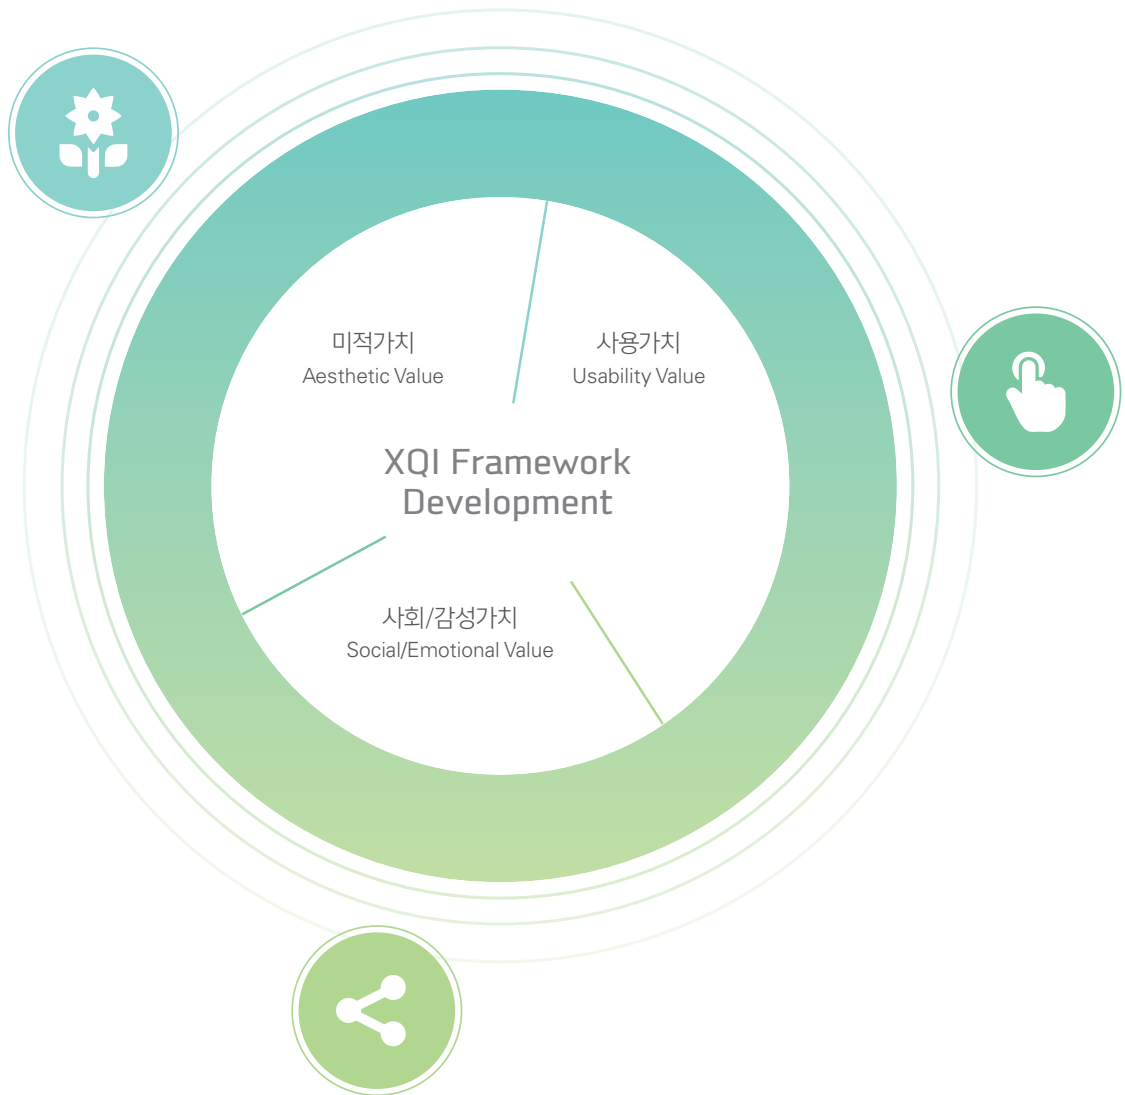 미적가치
Aesthetic Value
사용가치
Usability Value
XQI Framework
Development
사회/감성가치
Social/Emotional Value